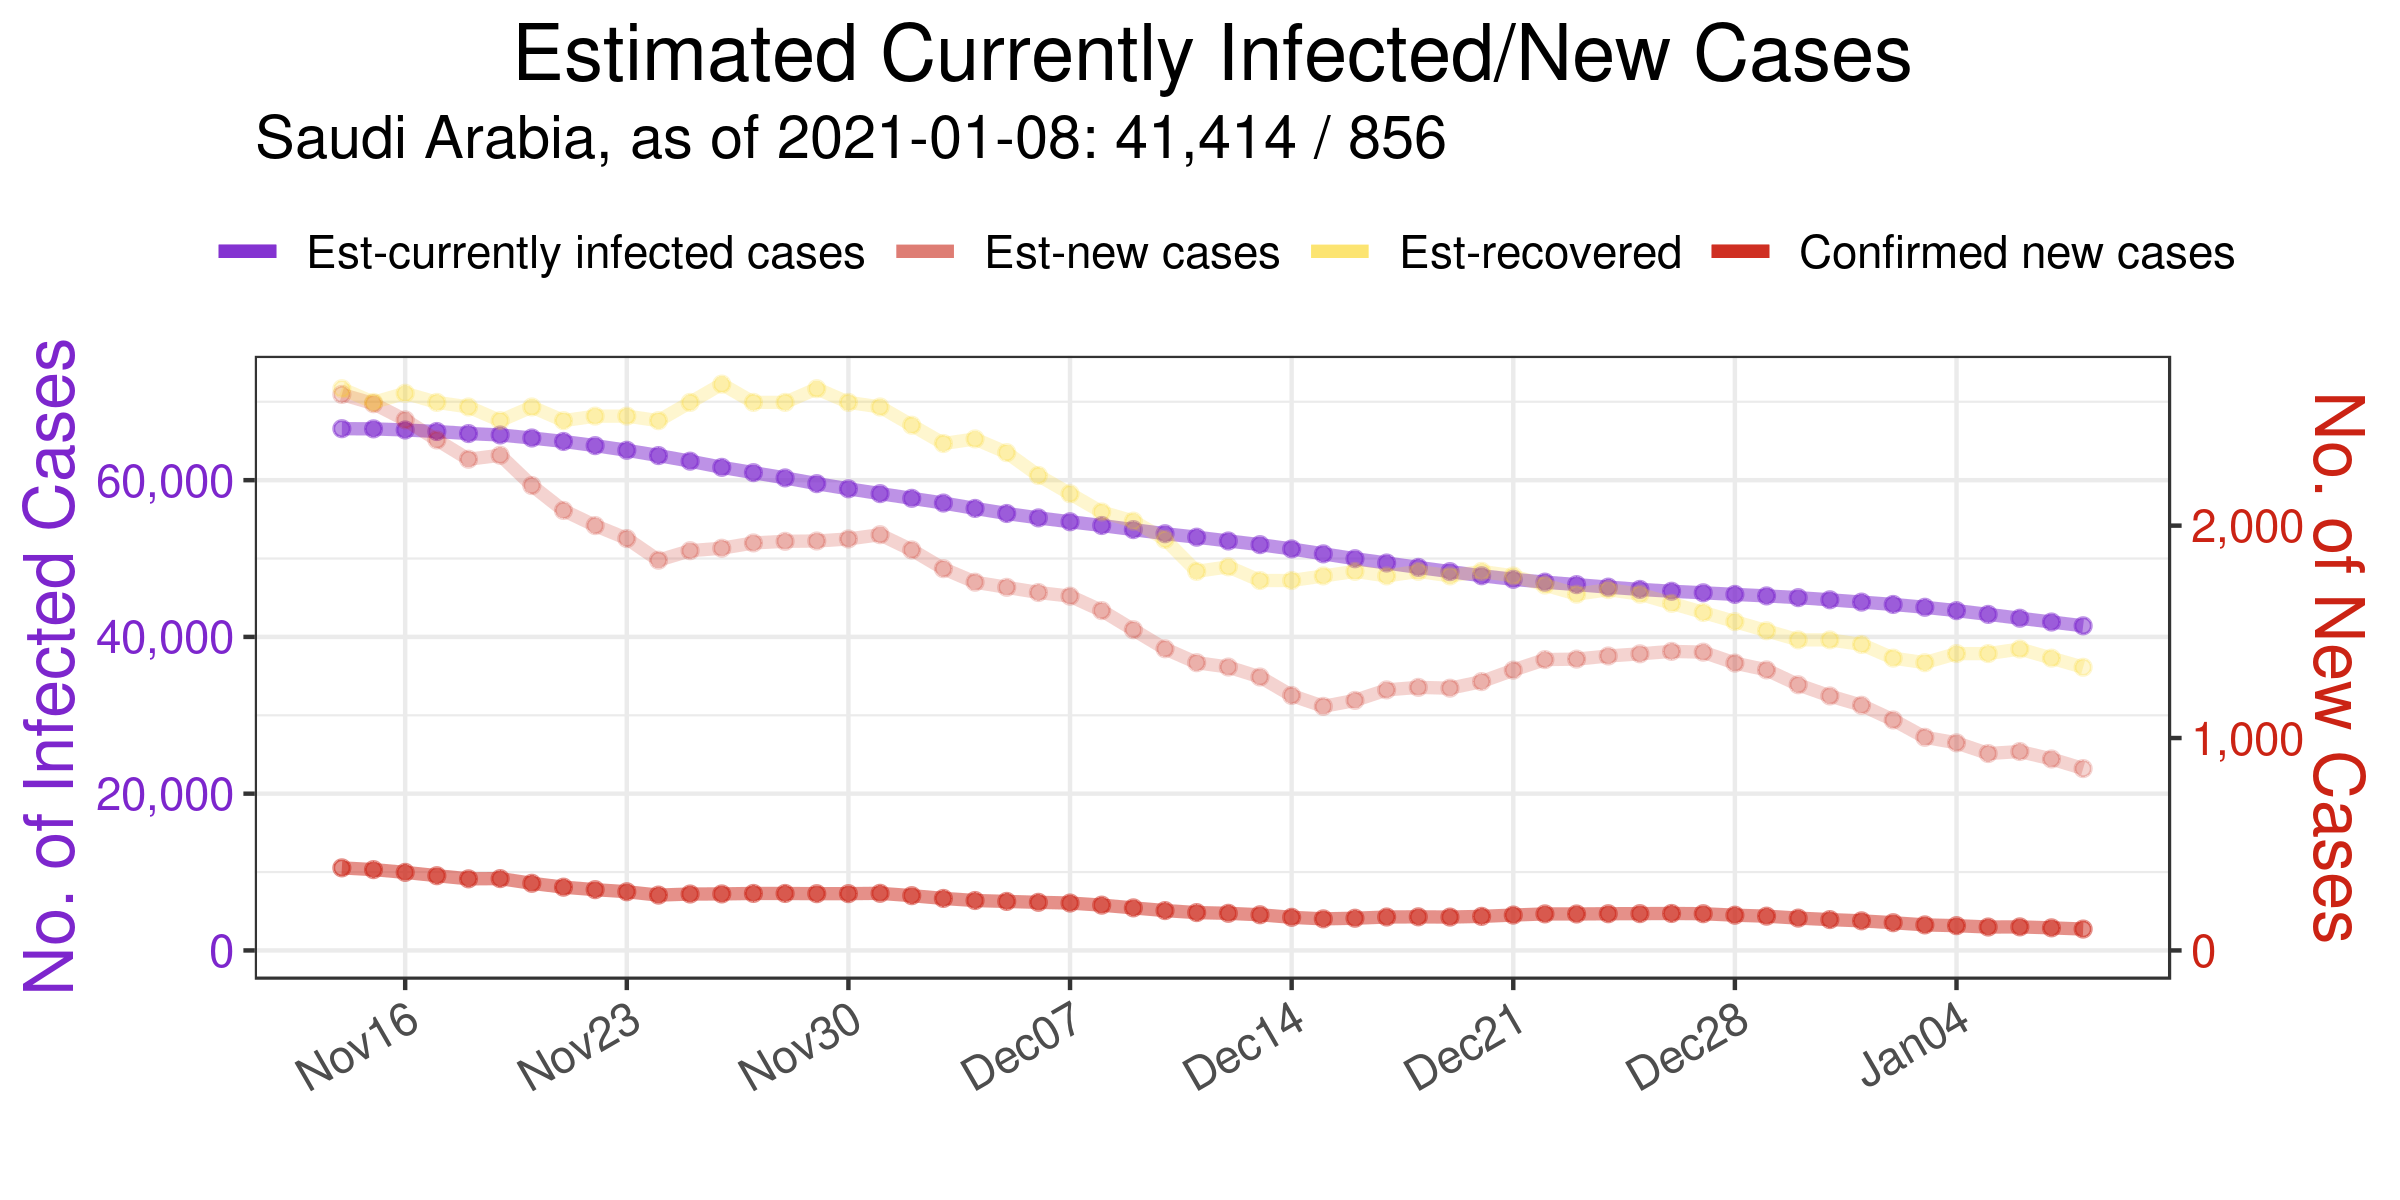 Estimated Currently Infected/New Cases
Saudi Arabia, as of 2021-01-08: 41,414 / 856
Est-currently infected cases Est-new cases Est-recovered Confirmed new cases
No. of Infected Cases
60,000
40,000
20,000
0
No. of New Cases
2,000
1,000
0
Nov16 Nov23 Nov30 Dec07 Dec14 Dec21 Dec28 Jan04